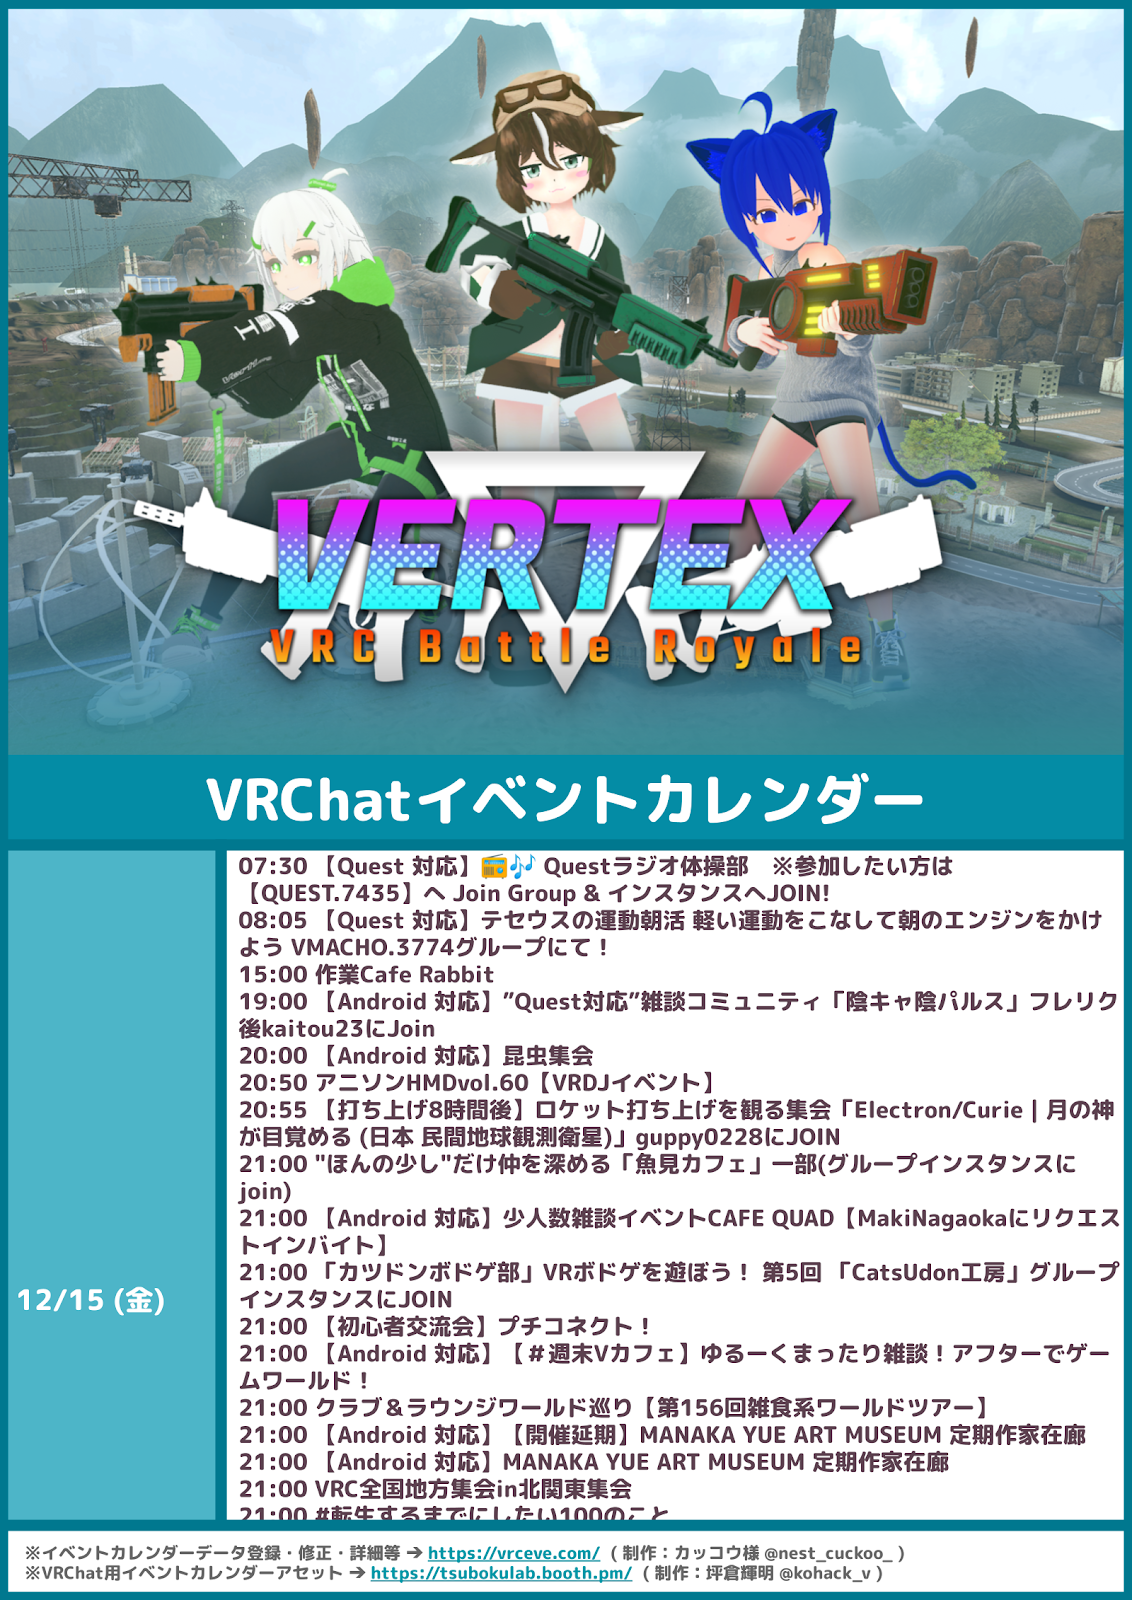 VERTEX
VRC Battle Royale
VRChatイベントカレンダー
12/15 (金)
07:30 【Quest 対応】📻🎶 Questラジオ体操部　※参加したい方は
【QUEST.7435】へ Join Group & インスタンスへJOIN!
08:05 【Quest 対応】テセウスの運動朝活 軽い運動をこなして朝のエンジンをかけ
よう VMACHO.3774グループにて！
15:00 作業Cafe Rabbit
19:00 【Android 対応】”Quest対応”雑談コミュニティ「陰キャ陰パルス」フレリク
後kaitou23にJoin
20:00 【Android 対応】昆虫集会
20:50 アニソンHMDvol.60【VRDJイベント】
20:55 【打ち上げ8時間後】ロケット打ち上げを観る集会「Electron/Curie | 月の神
が目覚める (日本 民間地球観測衛星)」guppy0228にJOIN
21:00 "ほんの少し"だけ仲を深める「魚見カフェ」一部(グループインスタンスに
join)
21:00 【Android 対応】少人数雑談イベントCAFE QUAD【MakiNagaokaにリクエス
トインバイト】
21:00 「カツドンボドゲ部」VRボドゲを遊ぼう！ 第5回 「CatsUdon工房」グループ
インスタンスにJOIN
21:00 【初心者交流会】プチコネクト！
21:00 【Android 対応】【＃週末Vカフェ】ゆるーくまったり雑談！アフターでゲー
ムワールド！
21:00 クラブ＆ラウンジワールド巡り【第156回雑食系ワールドツアー】
21:00 【Android 対応】【開催延期】MANAKA YUE ART MUSEUM 定期作家在廊
21:00 【Android 対応】MANAKA YUE ART MUSEUM 定期作家在廊
21:00 VRC全国地方集会in北関東集会
21:00 #転生するまでにしたい100のこと
※イベントカレンダーデータ登録・修正・詳細等 → https://vrceve.com/ ( 制作：カッコウ様 @nest_cuckoo_ )
※VRChat用イベントカレンダーアセット → https://tsubokulab.booth.pm/ ( 制作：坪倉輝明 @kohack_v )